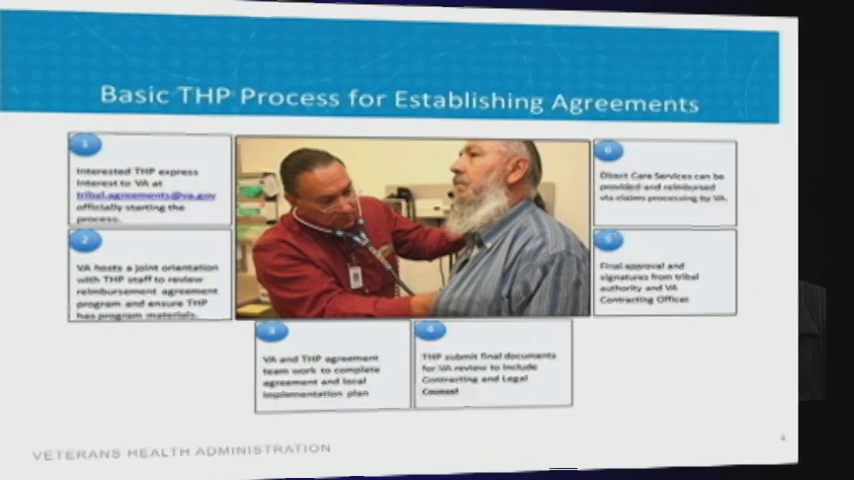 Basic THP Process for Establishing Agreements
1
Interested THP express
interest to VA at
tribal.agreements@va.gov
officially starting the
process.
2
VA hosts a joint orientation
with THP staff to review
reimbursement agreement
program and ensure THP
has program materials.
3
VA and THP agreement
team work to complete
agreement and local
implementation plan
4
THP submit final documents
for VA review to include
Contracting and Legal
Counsel
5
Final approval and
signatures from tribal
authority and VA
Contracting Officer
6
Direct Care Services can be
provided and reimbursed
via claims processing by VA.
VETERANS HEALTH ADMINISTRATION
4